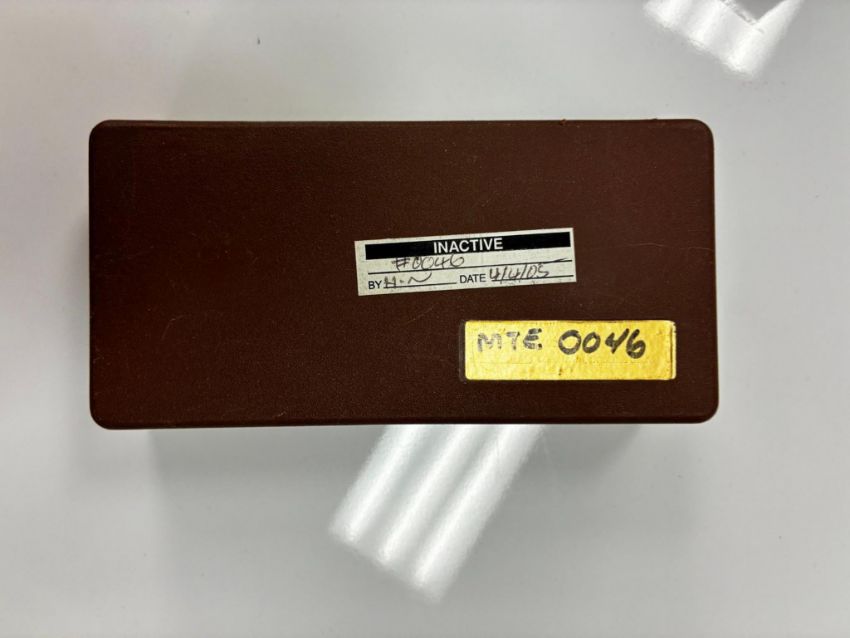 INACTIVE
#0046
BY H.N DATE 4/4/05
MTE 0046